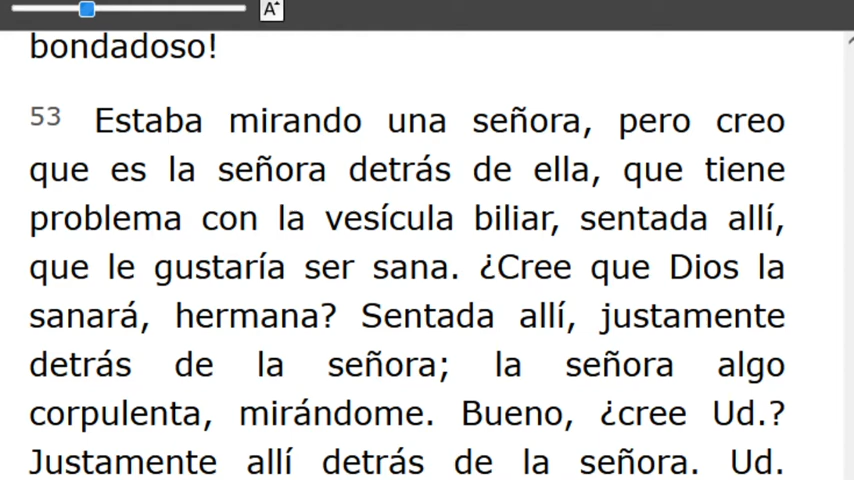 A
bondadoso!
53 Estaba mirando una señora, pero creo
que es la señora detrás de ella, que tiene
problema con la vesícula biliar, sentada allí,
que le gustaría ser sana. ¿Cree que Dios la
sanará, hermana? Sentada allí, justamente
detrás de la señora; la señora algo
corpulenta, mirándome. Bueno, ¿cree Ud.?
Justamente allí detrás de la señora. Ud.